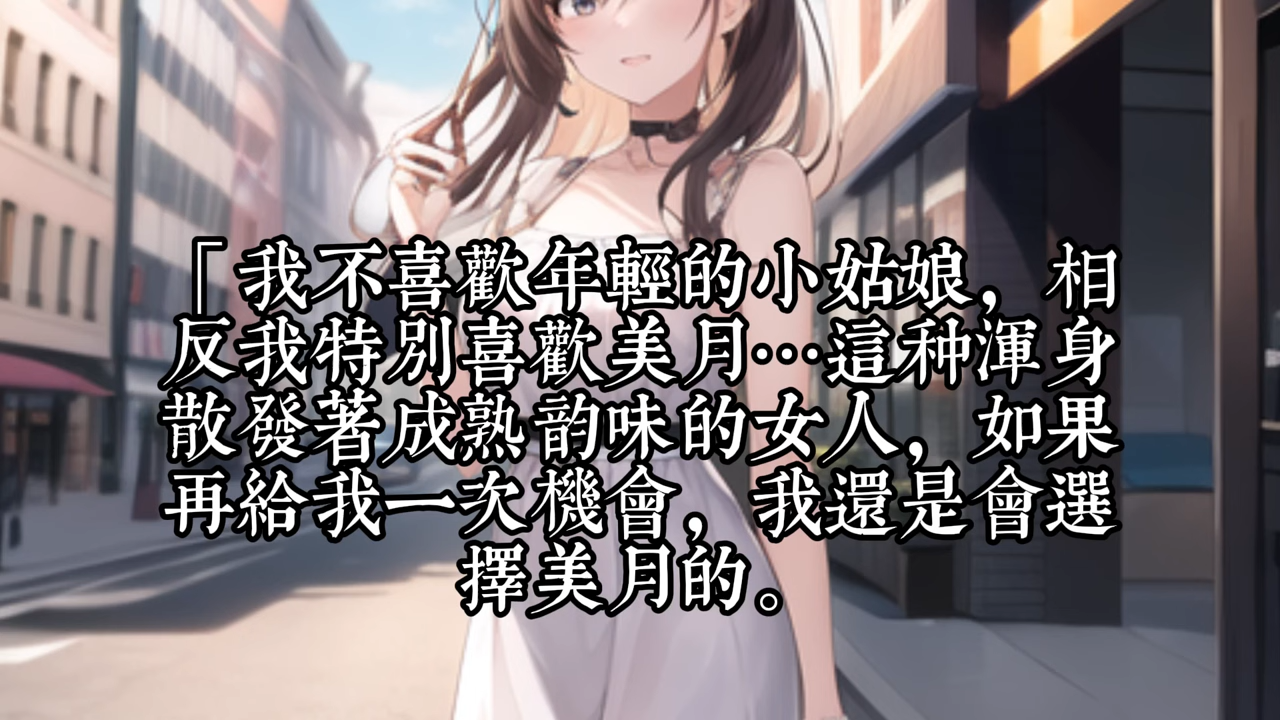 「我不喜歡年輕的小姑娘，相
反我特別喜歡美月…這种渾身
散發著成熟韵味的女人，如果
再給我一次機會，我還是會選
擇美月的。